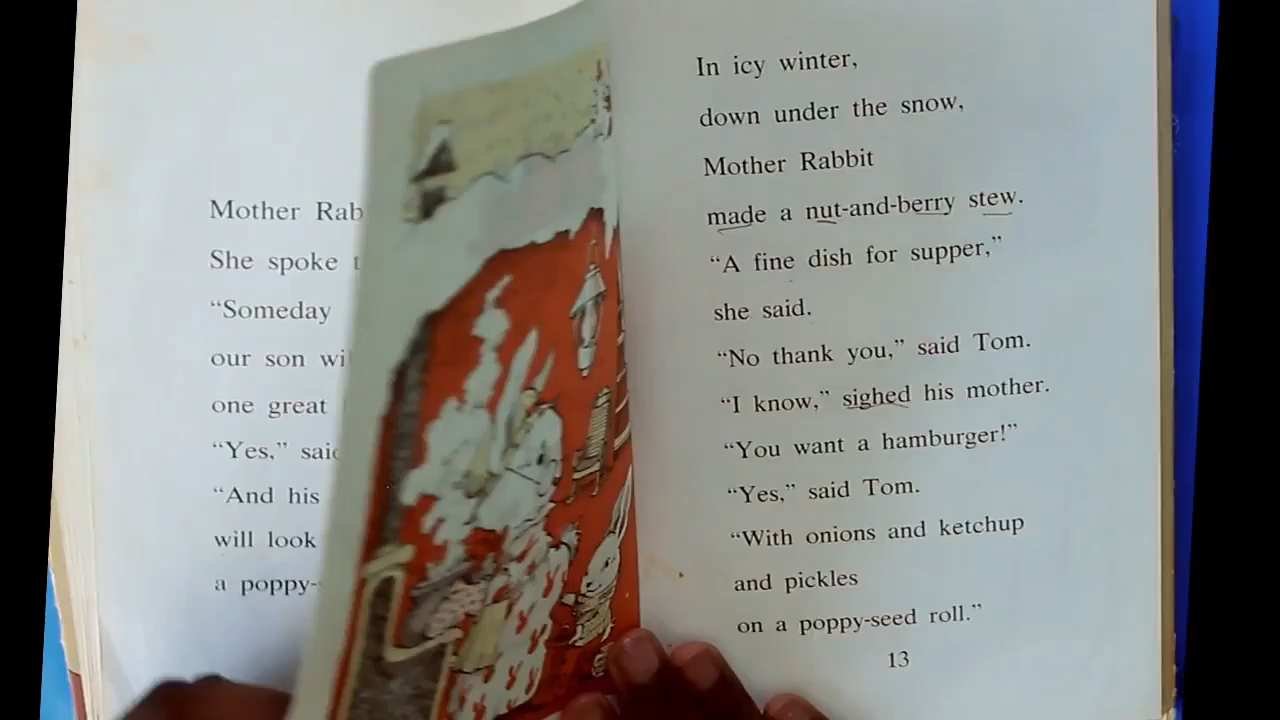 Mother Rab
She spoke t
“Someday
our son wi
one great
“Yes,” said
“And his
will look
a poppy-
In icy winter,
down under the snow,
Mother Rabbit
made a nut-and-berry stew.
“A fine dish for supper,”
she said.
“No thank you,” said Tom.
“I know,” sighed his mother.
“You want a hamburger!”
“Yes,” said Tom.
“With onions and ketchup
and pickles
on a poppy-seed roll.”
13